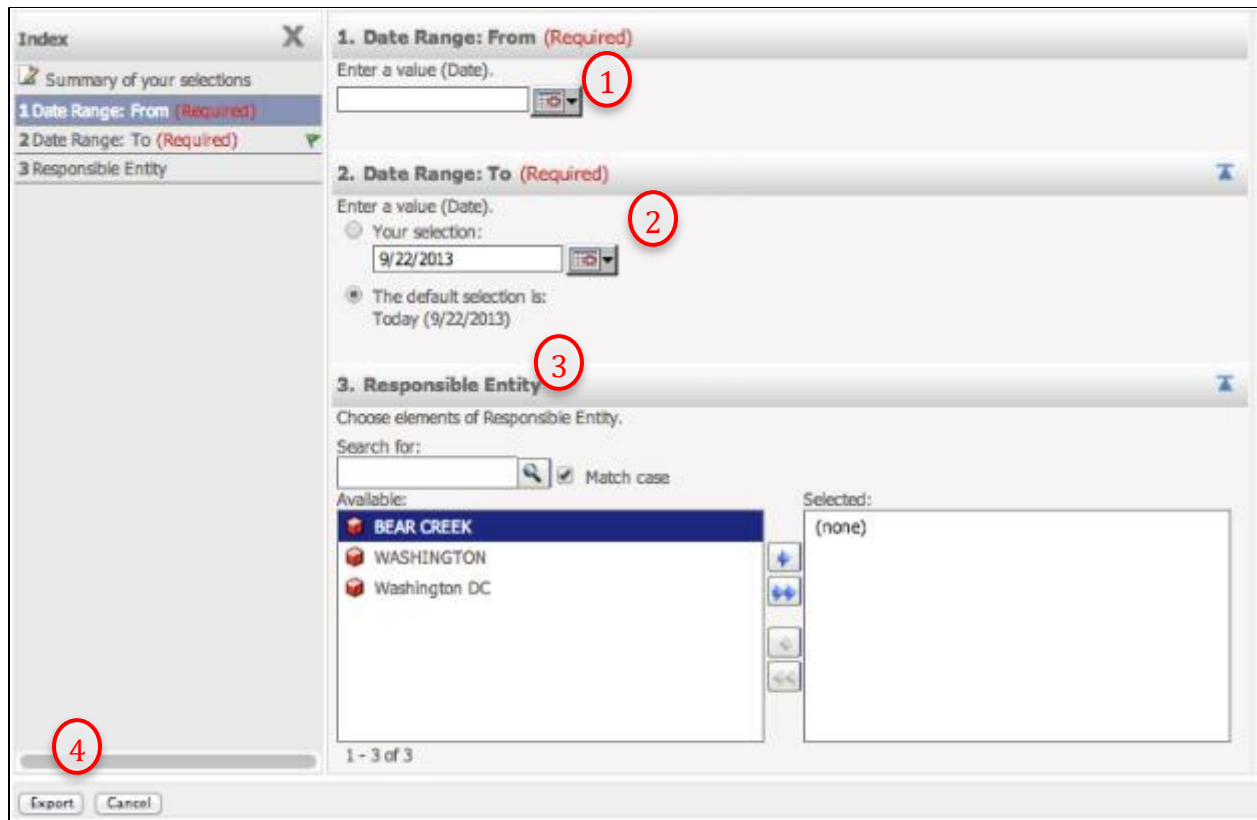 Index
Summary of your selections
1 Date Range: From (Required)
2 Date Range: To (Required)
3 Responsible Entity
1. Date Range: From (Required)
Enter a value (Date).
1
2. Date Range: To (Required)
Enter a value (Date).
2
Your selection:
9/22/2013
The default selection is:
Today (9/22/2013)
3
3. Responsible Entity
Choose elements of Responsible Entity.
Search for:
Match case
Available:
Selected:
BEAR CREEK
(none)
WASHINGTON
Washington DC
1 - 3 of 3
4
Export Cancel